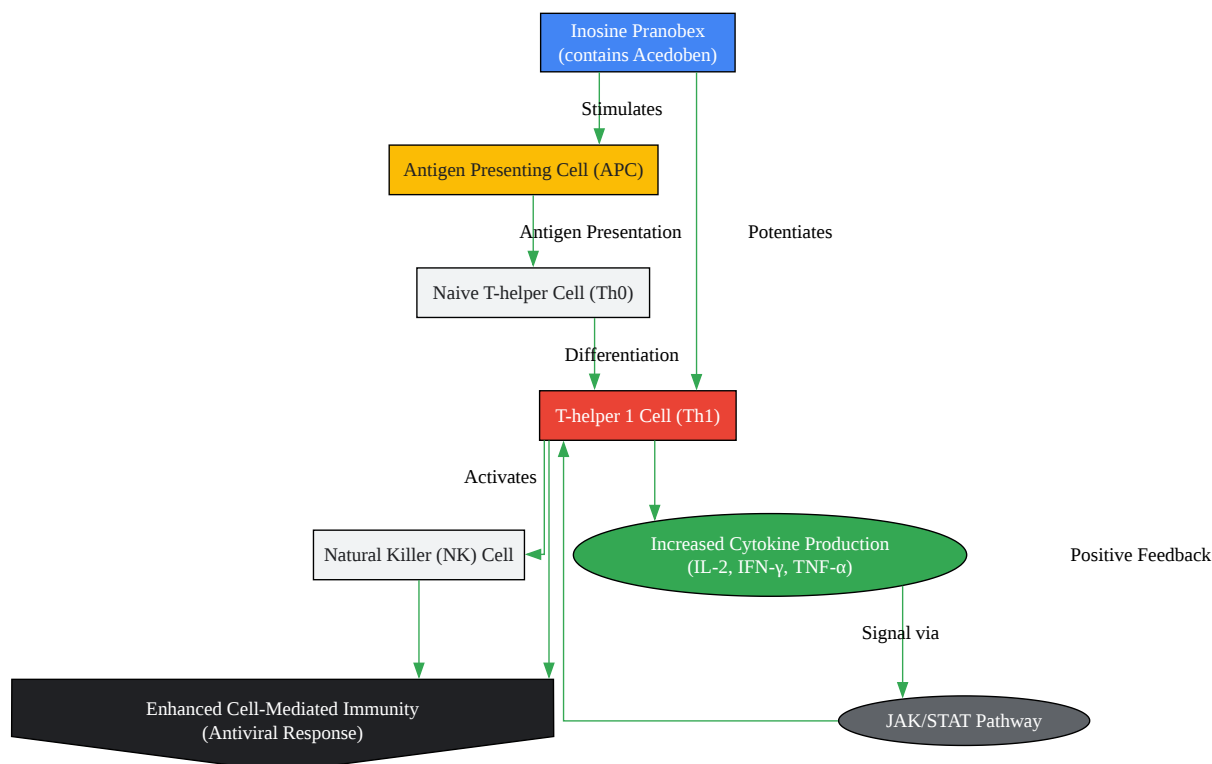 Inosine Pranobex
(contains Acedoben)
Stimulates
Antigen Presenting Cell (APC)
Antigen Presentation
Potentiates
Naive T-helper Cell (Th0)
Differentiation
T-helper 1 Cell (Th1)
Activates
Natural Killer (NK) Cell
Increased Cytokine Production
(IL-2, IFN-γ, TNF-α)
Positive Feedback
Signal via
Enhanced Cell-Mediated Immunity
(Antiviral Response)
JAK/STAT Pathway